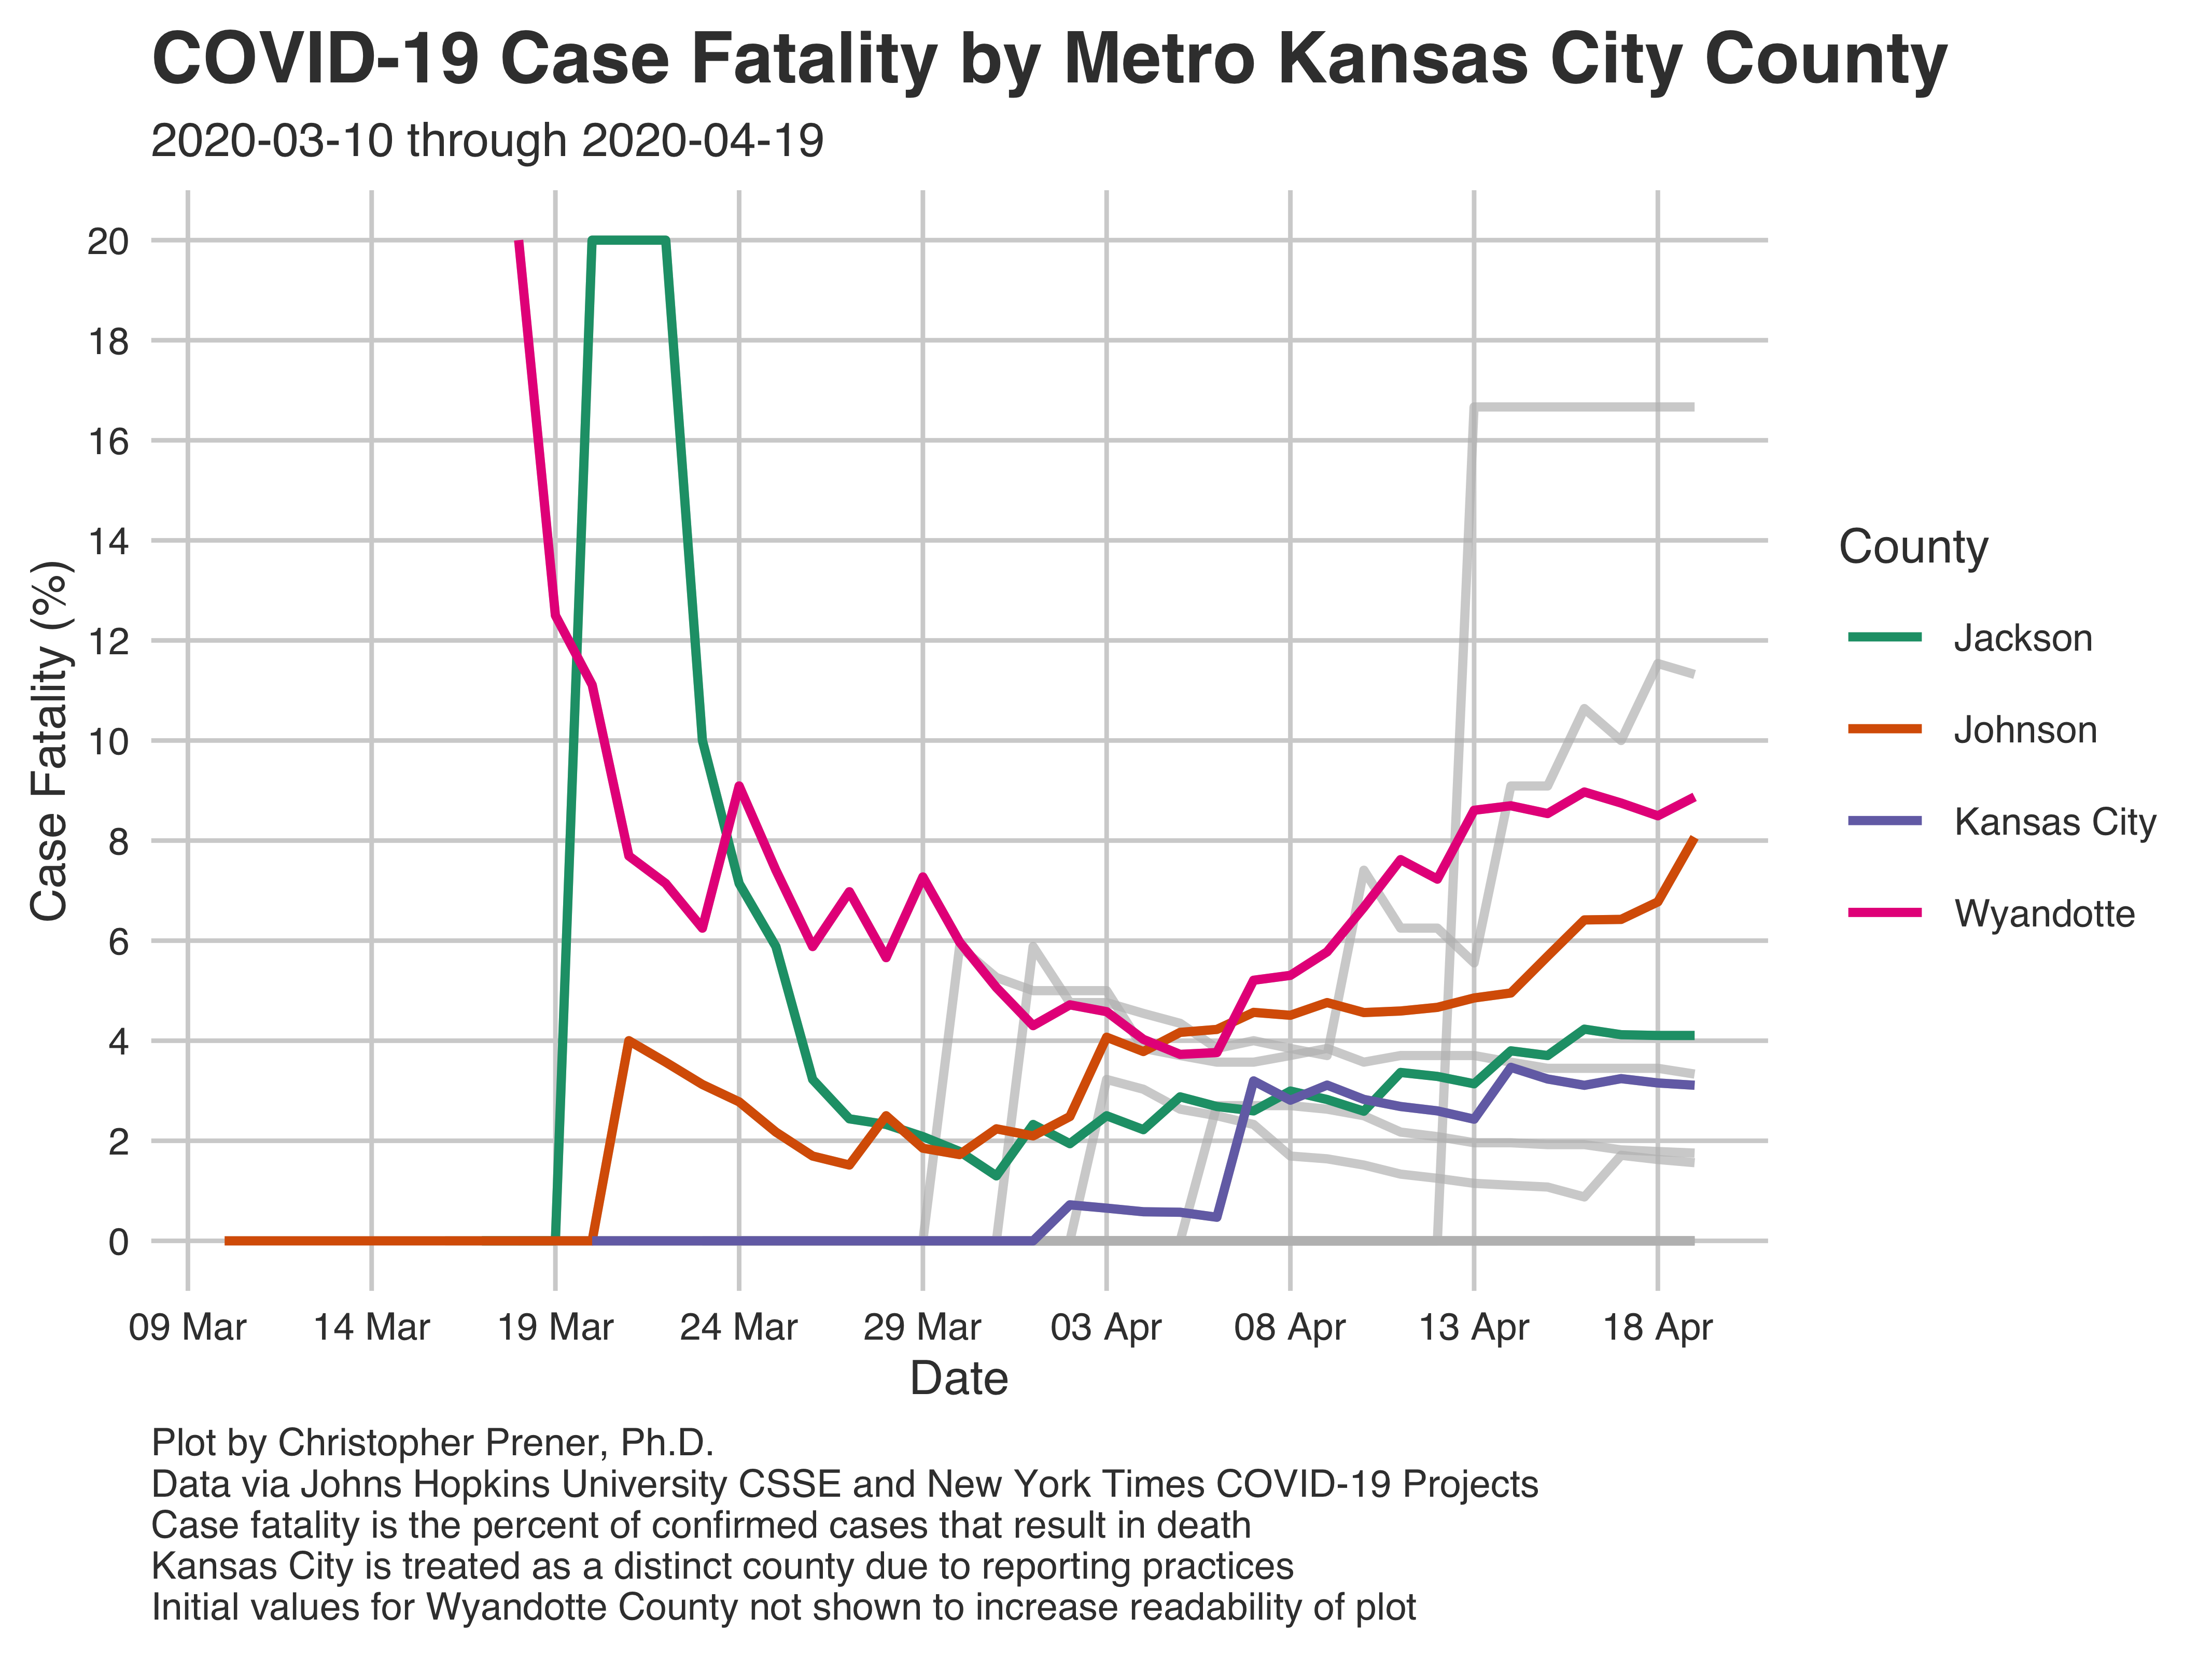 COVID-19 Case Fatality by Metro Kansas City County
2020-03-10 through 2020-04-19
20
18
16
14
12
10
8
6
4
2
0
Case Fatality (%)
09 Mar 14 Mar 19 Mar 24 Mar 29 Mar 03 Apr 08 Apr 13 Apr 18 Apr
Date
County
Jackson
Johnson
Kansas City
Wyandotte
Plot by Christopher Prener, Ph.D.
Data via Johns Hopkins University CSSE and New York Times COVID-19 Projects
Case fatality is the percent of confirmed cases that result in death
Kansas City is treated as a distinct county due to reporting practices
Initial values for Wyandotte County not shown to increase readability of plot